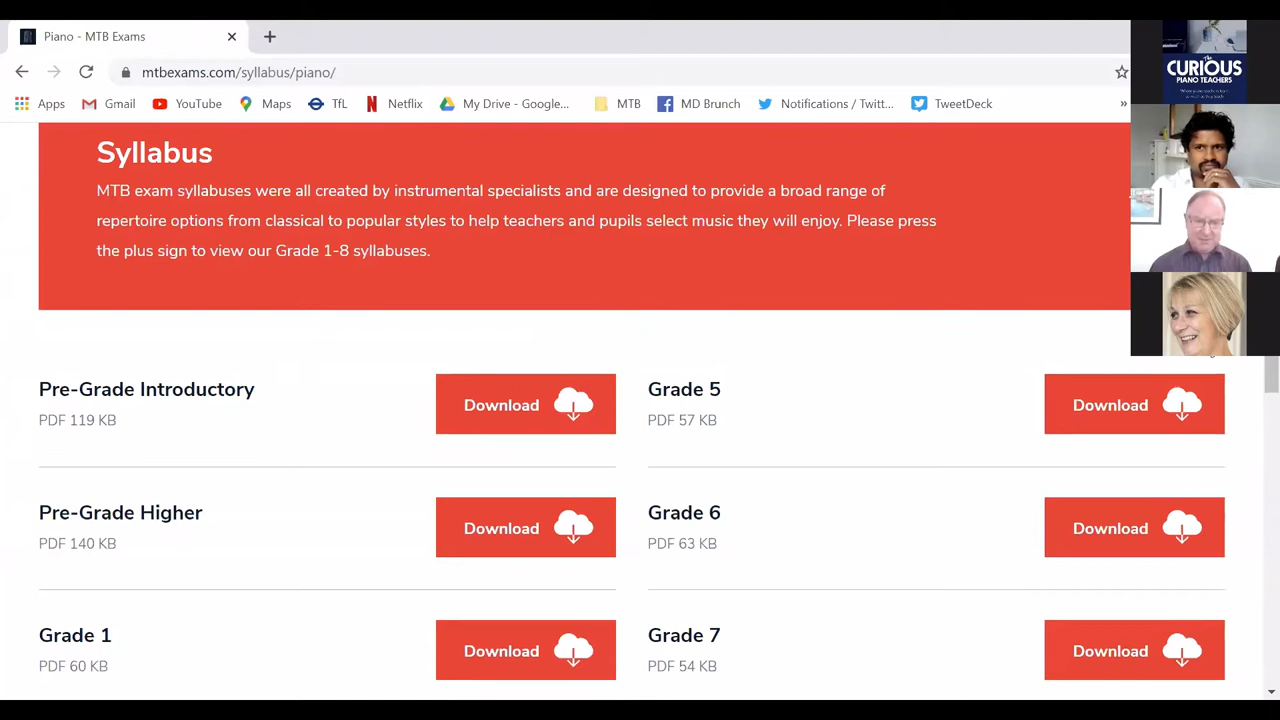 Piano - MTB Exams
mtbexams.com/syllabus/piano/
Apps Gmail YouTube Maps TfL Netflix My Drive – Google... MTB MD Brunch Notifications / Twitt... TweetDeck »
The
CURIOUS
PIANO TEACHERS
Syllabus
MTB exam syllabuses were all created by instrumental specialists and are designed to provide a broad range of
repertoire options from classical to popular styles to help teachers and pupils select music they will enjoy. Please press
the plus sign to view our Grade 1-8 syllabuses.
Pre-Grade Introductory
PDF 119 KB
Download
Grade 5
PDF 57 KB
Download
Pre-Grade Higher
PDF 140 KB
Download
Grade 6
PDF 63 KB
Download
Grade 1
PDF 60 KB
Download
Grade 7
PDF 54 KB
Download